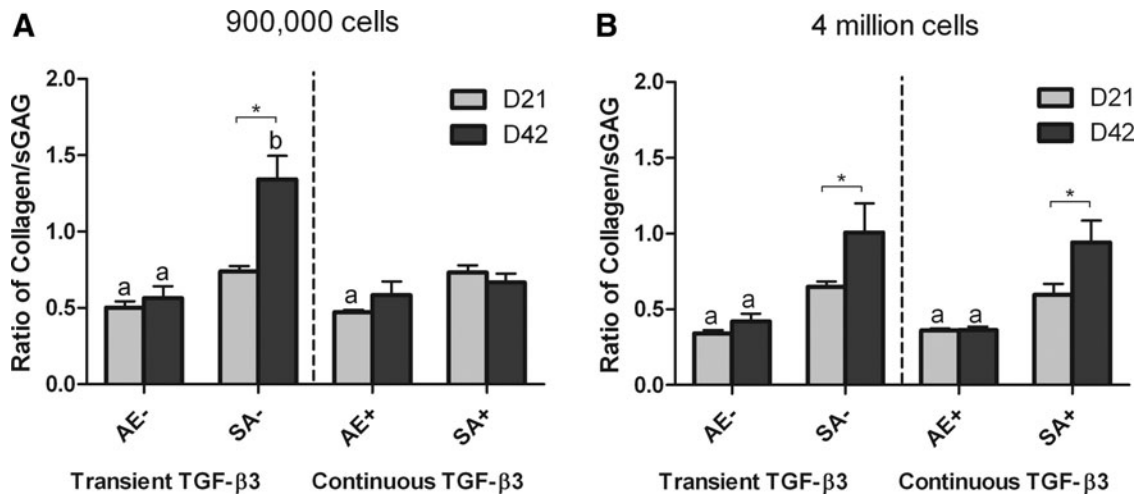 A
900,000 cells
Ratio of Collagen/sGAG
2.0
1.5
1.0
0.5
0.0
D21
D42
*
b
a a
a
AE-
SA-
AE+
SA+
Transient TGF-β3 Continuous TGF-β3
B
4 million cells
Ratio of Collagen/sGAG
2.0
1.5
1.0
0.5
0.0
D21
D42
*
*
a a
a a
AE-
SA-
AE+
SA+
Transient TGF-β3 Continuous TGF-β3